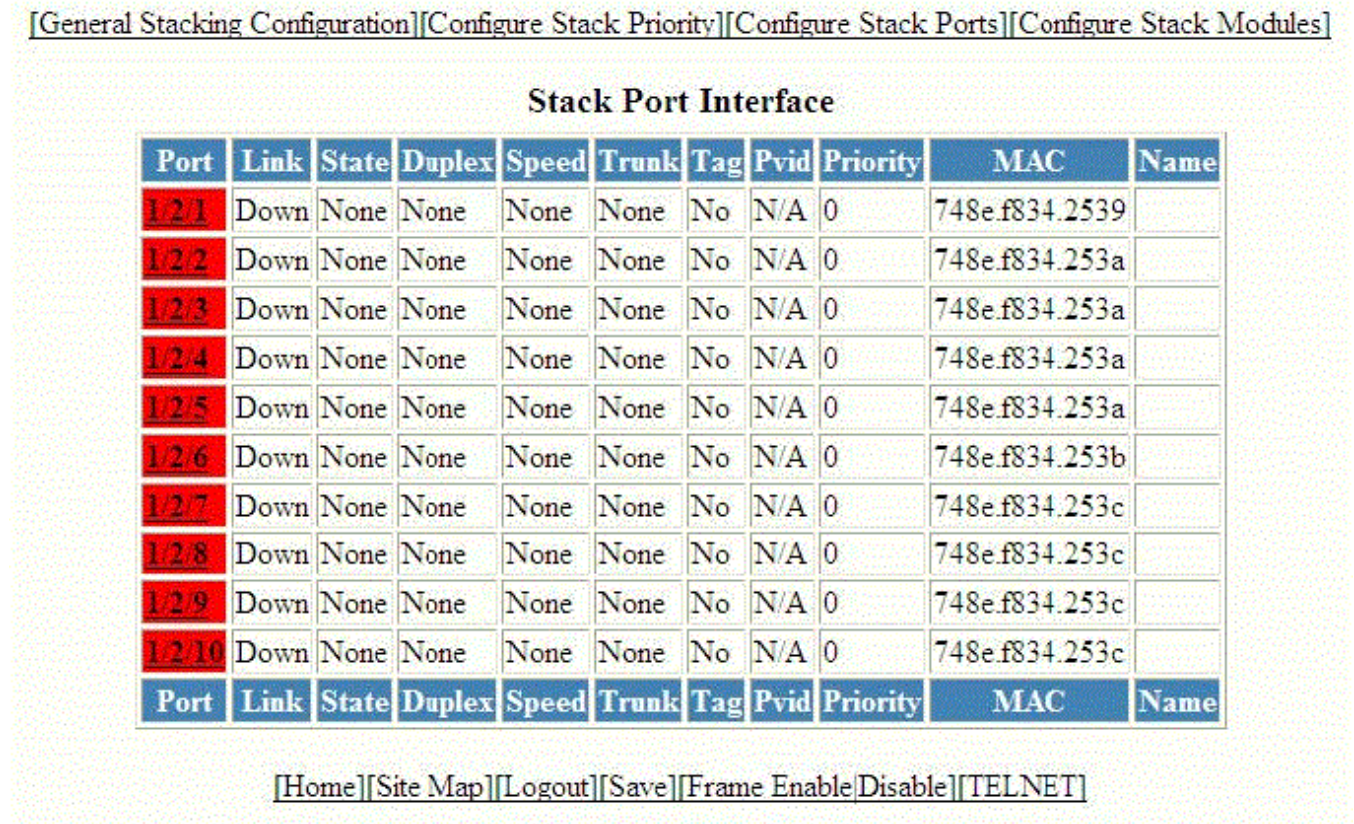 [General Stacking Configuration][Configure Stack Priority][Configure Stack Ports][Configure Stack Modules]
Stack Port Interface
Port Link State Duplex Speed Trunk Tag Pvid Priority MAC Name
1/2/1 Down None None None None No N/A 0 748e.f834.2539
1/2/2 Down None None None None No N/A 0 748e.f834.253a
1/2/3 Down None None None None No N/A 0 748e.f834.253a
1/2/4 Down None None None None No N/A 0 748e.f834.253a
1/2/5 Down None None None None No N/A 0 748e.f834.253a
1/2/6 Down None None None None No N/A 0 748e.f834.253b
1/2/7 Down None None None None No N/A 0 748e.f834.253c
1/2/8 Down None None None None No N/A 0 748e.f834.253c
1/2/9 Down None None None None No N/A 0 748e.f834.253c
1/2/10 Down None None None None No N/A 0 748e.f834.253c
Port Link State Duplex Speed Trunk Tag Pvid Priority MAC Name
[Home][Site Map][Logout][Save][Frame Enable|Disable][TELNET]